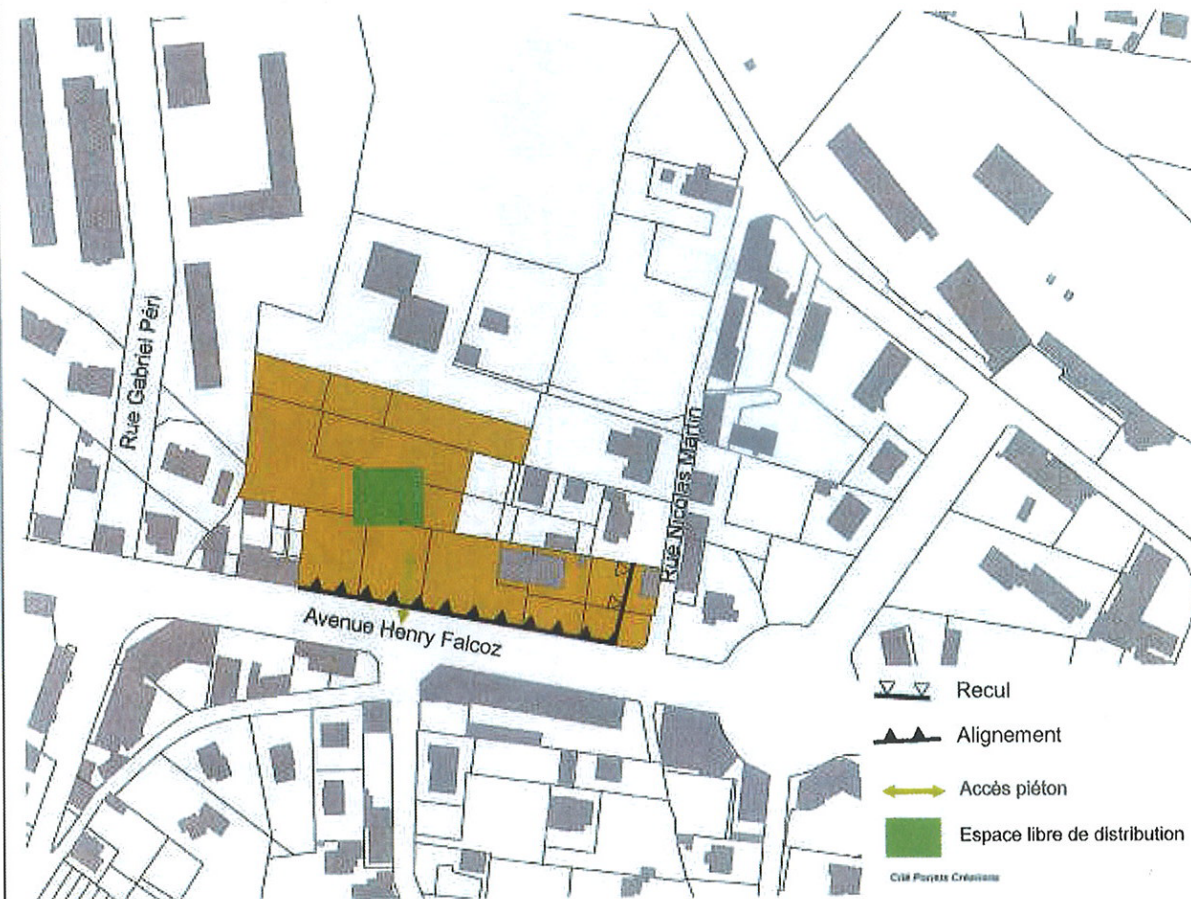 Rue Gabriel Péri
Rue Nicolas Martin
Avenue Henry Falcoz
Recul
Alignement
Accès piéton
Espace libre de distribution